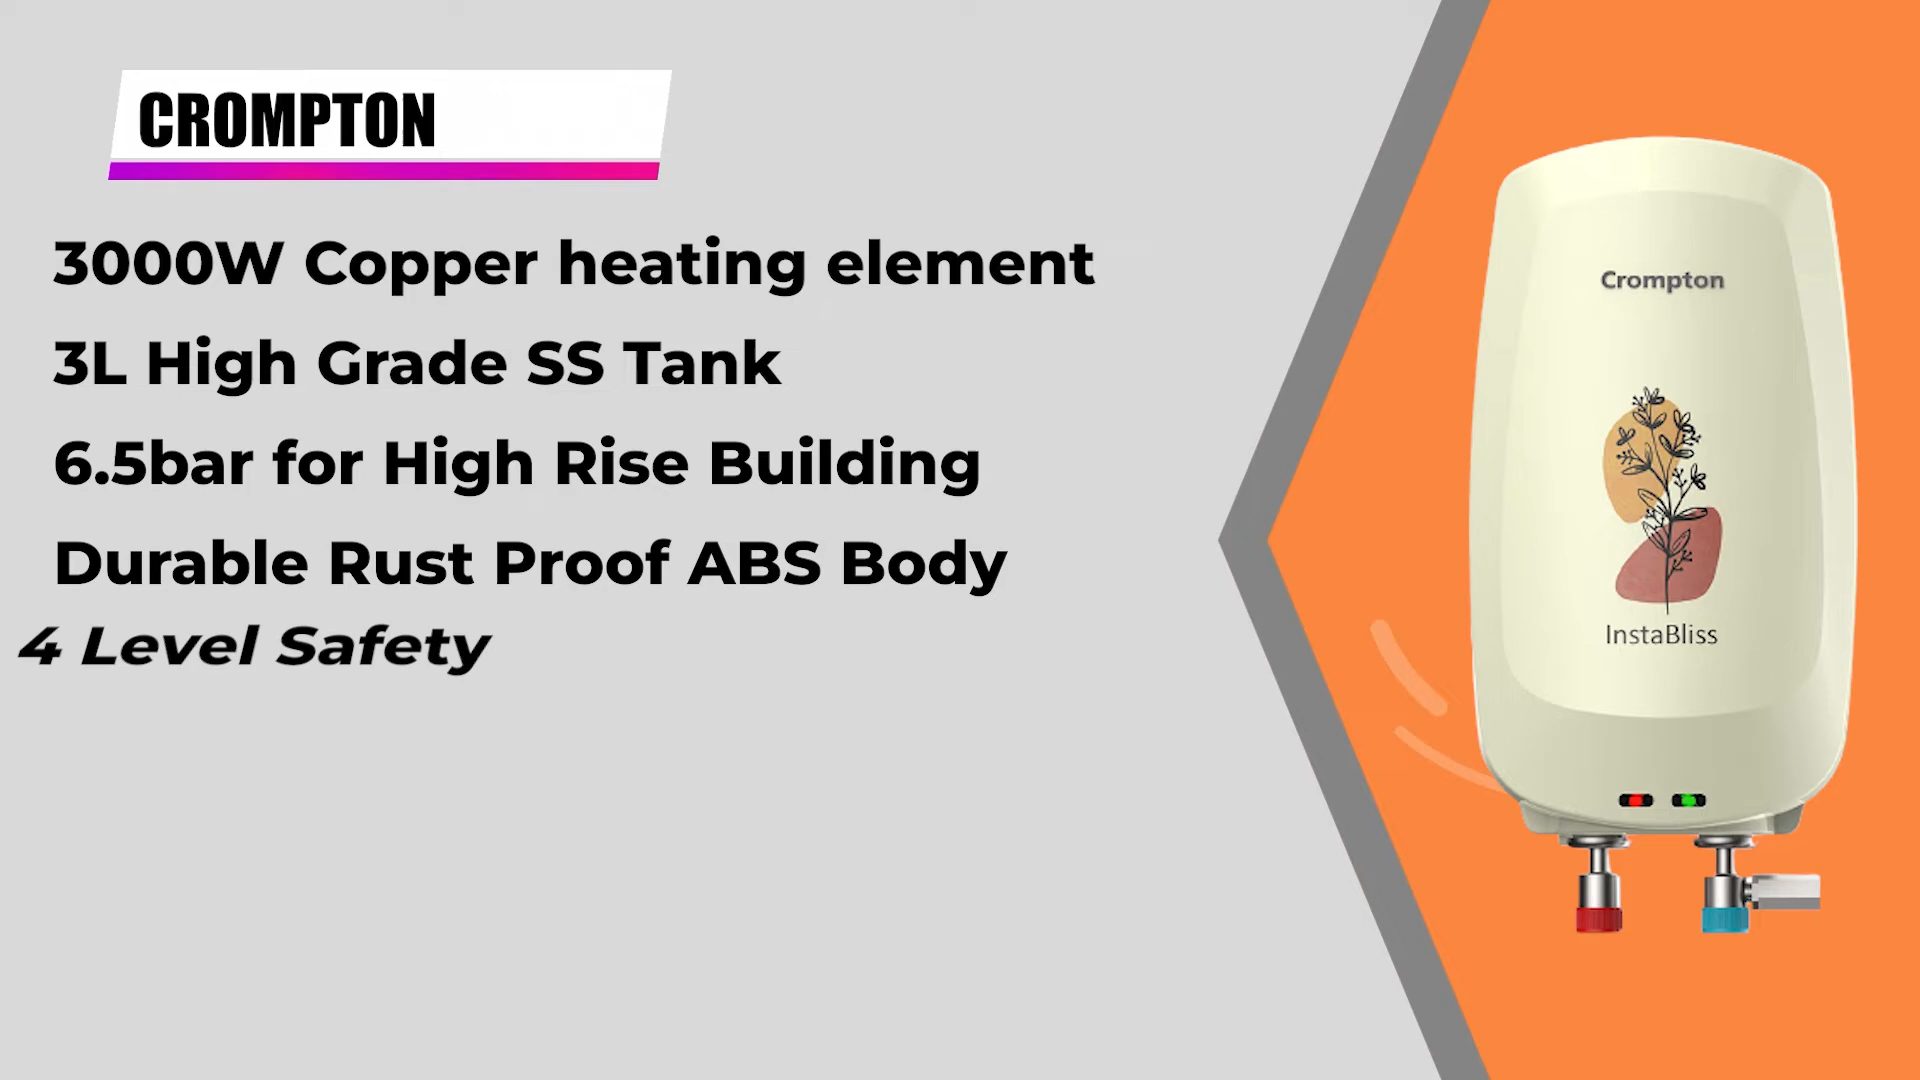 CROMPTON
3000W Copper heating element
3L High Grade SS Tank
6.5bar for High Rise Building
Durable Rust Proof ABS Body
4 Level Safety
Crompton
InstaBliss